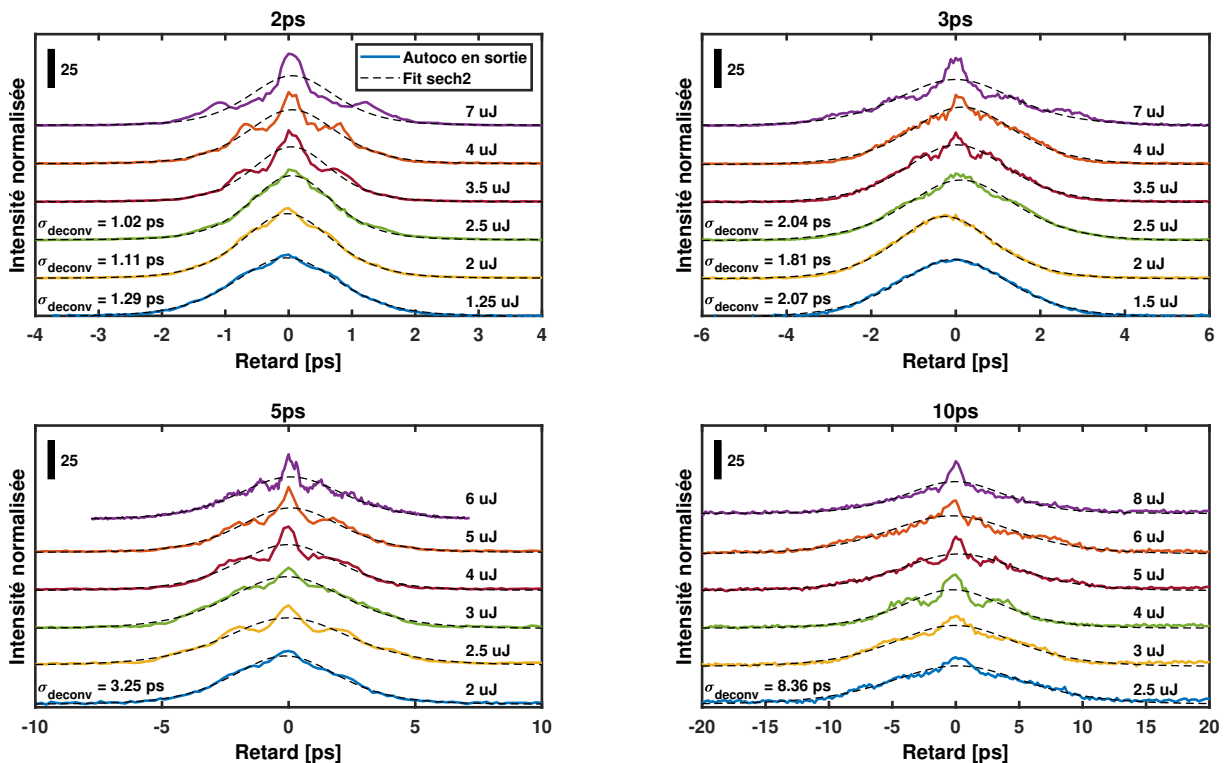 2ps
Intensité normalisée
25
Autoco en sortie
Fit sech2
7 uJ
4 uJ
3.5 uJ
σdeconv = 1.02 ps
2.5 uJ
σdeconv = 1.11 ps
2 uJ
σdeconv = 1.29 ps
1.25 uJ
-4 -3 -2 -1 0 1 2 3 4
Retard [ps]
3ps
Intensité normalisée
25
7 uJ
4 uJ
3.5 uJ
σdeconv = 2.04 ps
2.5 uJ
σdeconv = 1.81 ps
2 uJ
σdeconv = 2.07 ps
1.5 uJ
-6 -4 -2 0 2 4 6
Retard [ps]
5ps
Intensité normalisée
25
6 uJ
5 uJ
4 uJ
3 uJ
2.5 uJ
σdeconv = 3.25 ps
2 uJ
-10 -5 0 5 10
Retard [ps]
10ps
Intensité normalisée
25
8 uJ
6 uJ
5 uJ
4 uJ
3 uJ
σdeconv = 8.36 ps
2.5 uJ
-20 -15 -10 -5 0 5 10 15 20
Retard [ps]